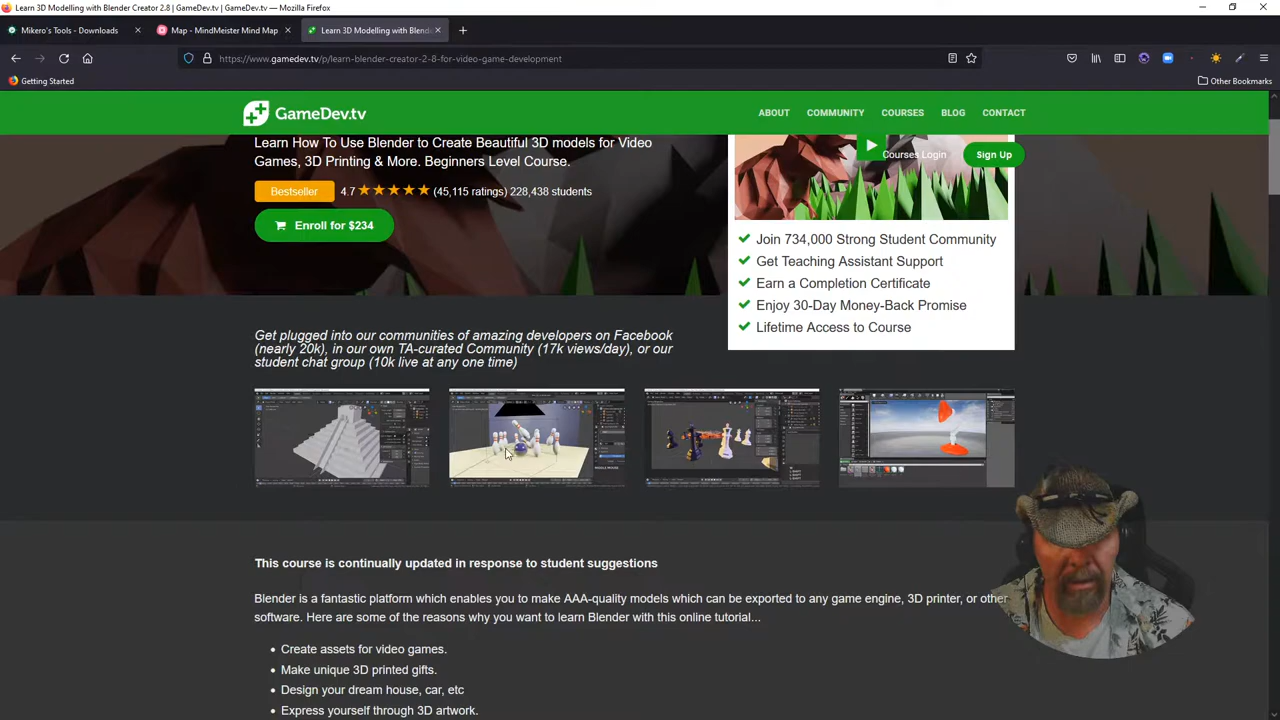 Learn 3D Modelling with Blender Creator 2.8 | GameDev.tv | GameDev.tv — Mozilla Firefox
Mikero's Tools - Downloads
Map - MindMeister Mind Map
Learn 3D Modelling with Blende
https://www.gamedev.tv/p/learn-blender-creator-2-8-for-video-game-development
Getting Started
Other Bookmarks
GameDev.tv
ABOUT COMMUNITY COURSES BLOG CONTACT
Courses Login
Sign Up
Learn How To Use Blender to Create Beautiful 3D models for Video
Games, 3D Printing & More. Beginners Level Course.
Bestseller 4.7 (45,115 ratings) 228,438 students
Enroll for $234
Join 734,000 Strong Student Community
Get Teaching Assistant Support
Earn a Completion Certificate
Enjoy 30-Day Money-Back Promise
Lifetime Access to Course
Get plugged into our communities of amazing developers on Facebook
(nearly 20k), in our own TA-curated Community (17k views/day), or our
student chat group (10k live at any one time)
This course is continually updated in response to student suggestions
Blender is a fantastic platform which enables you to make AAA-quality models which can be exported to any game engine, 3D printer, or other
software. Here are some of the reasons why you want to learn Blender with this online tutorial...
Create assets for video games.
Make unique 3D printed gifts.
Design your dream house, car, etc
Express yourself through 3D artwork.